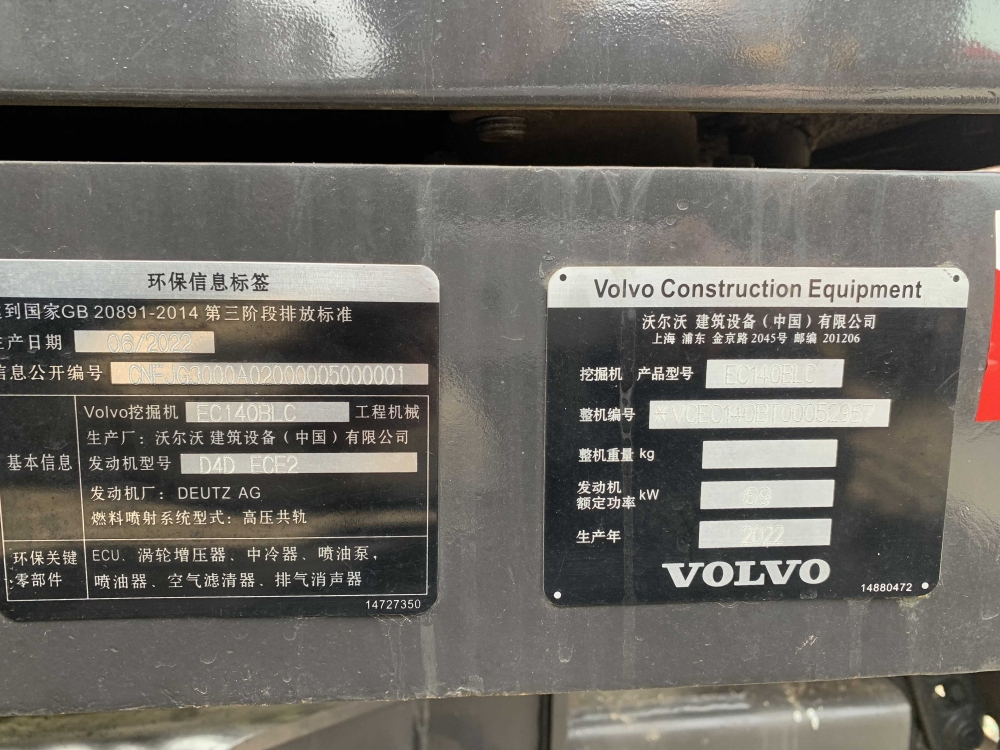 环保信息标签
到国家GB 20891-2014 第三阶段排放标准
生产日期 06/2022
信息公开编号 CNFJG3000A02000005000001
基本信息
Volvo挖掘机 EC140BLC 工程机械
生产厂：沃尔沃 建筑设备（中国）有限公司
发动机型号 D4D ECE2
发动机厂：DEUTZ AG
燃料喷射系统型式：高压共轨
环保关键零部件
ECU、涡轮增压器、中冷器、喷油泵，
喷油器、空气滤清器、排气消声器
14727350
Volvo Construction Equipment
沃尔沃 建筑设备（中国）有限公司
上海 浦东 金京路2045号 邮编 201206
挖掘机 产品型号 EC140BLC
整机编号
整机重量 kg
发动机
额定功率 kW 69
生产年 2022
VOLVO
14880472